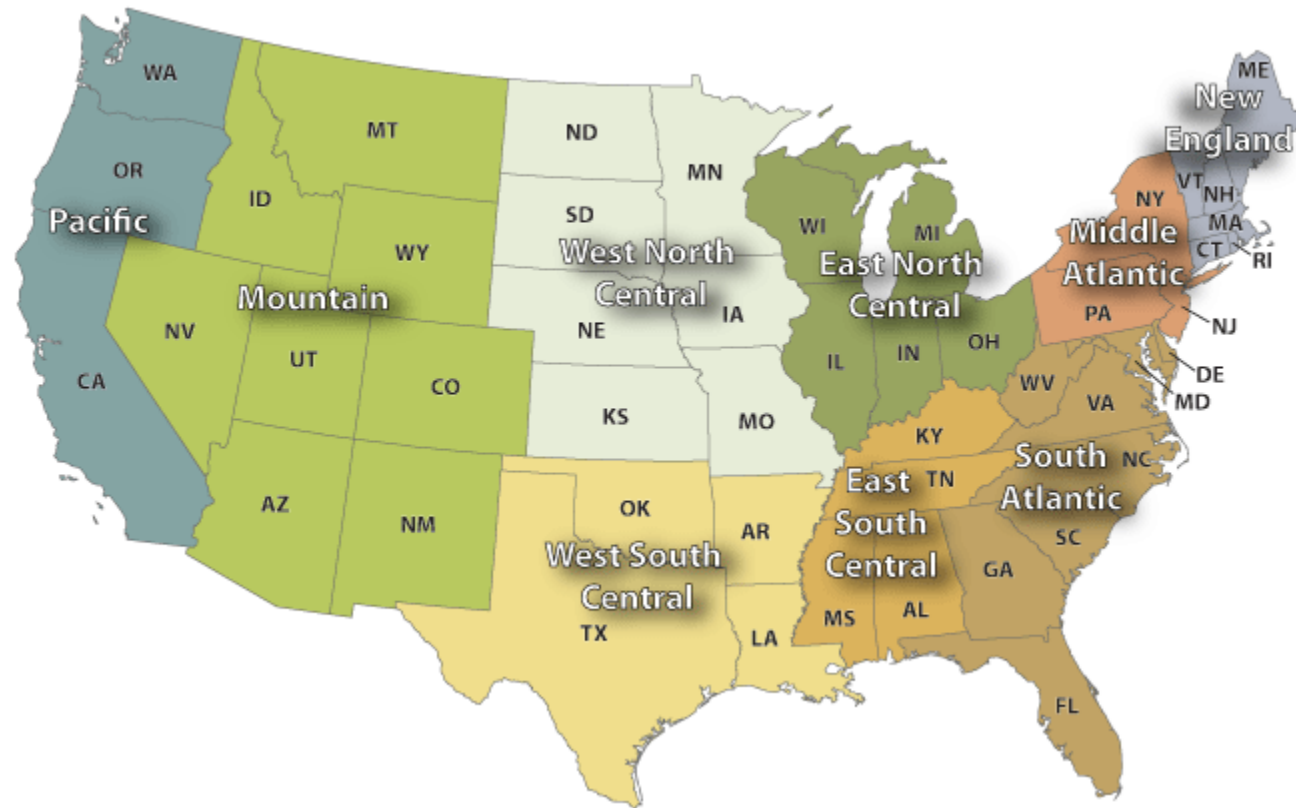 WA
ME
New
England
MT
ND
MN
OR
VT
NH
NY
ID
SD
WI
MI
MA
Pacific
Middle
Atlantic
CT
RI
WY
West North
Central
East North
Central
Mountain
IA
PA
NJ
NV
NE
UT
IL
IN
OH
DE
CA
CO
WV
MD
VA
KS
MO
KY
South
Atlantic
NC
East
South
Central
TN
AZ
NM
OK
AR
SC
West South
Central
GA
MS
AL
TX
LA
FL